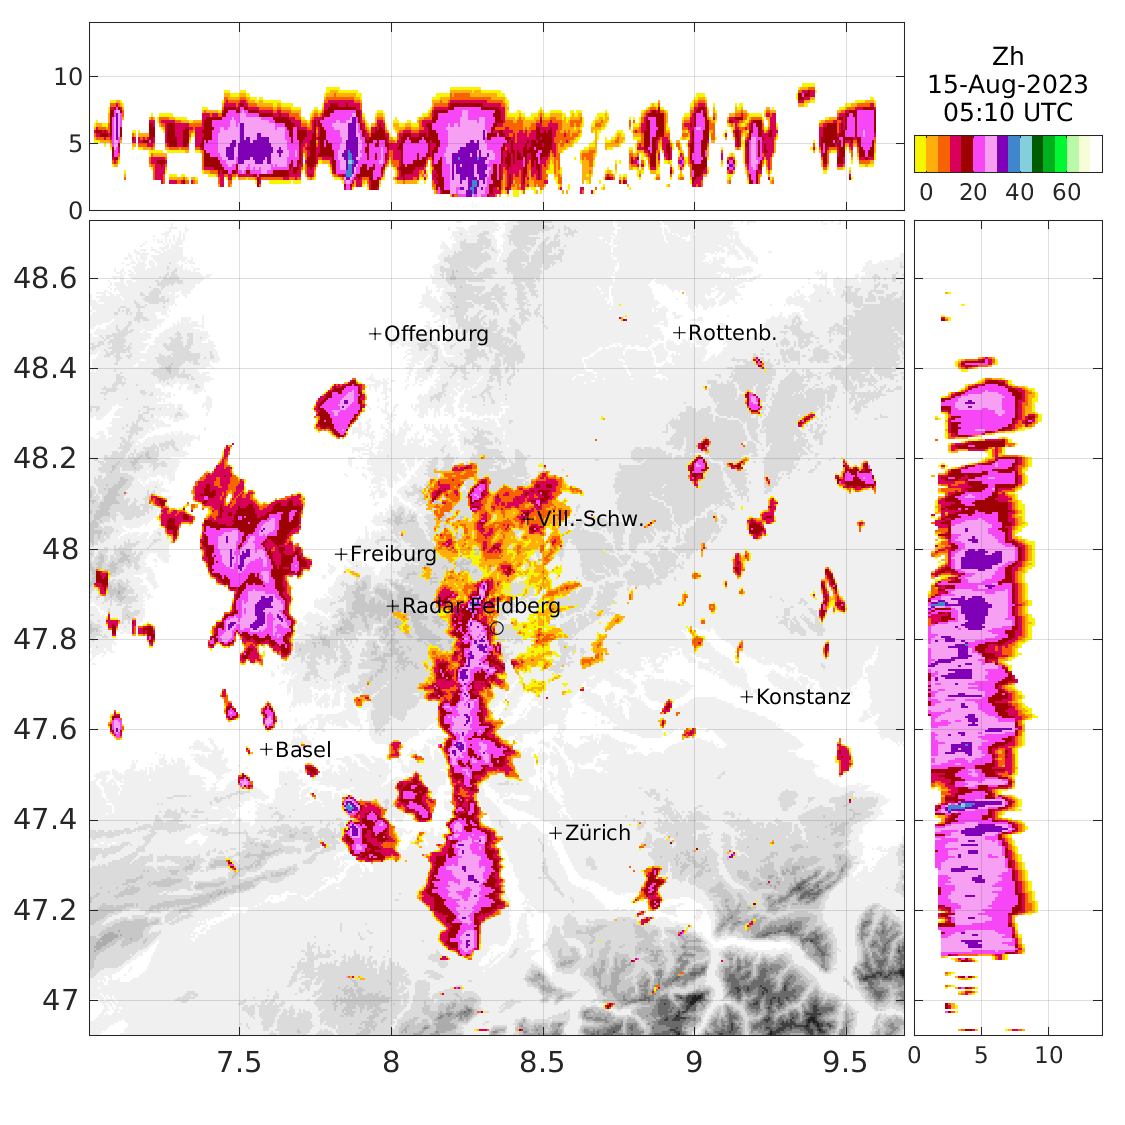 Zh
15-Aug-2023
05:10 UTC
0 20 40 60
10
5
0
48.6
48.4
48.2
48
47.8
47.6
47.4
47.2
47
+Offenburg
+Rottenb.
+Vill.-Schw.
+Freiburg
+Radar Feldberg
+Konstanz
+Basel
+Zürich
7.5 8 8.5 9 9.5
0 5 10